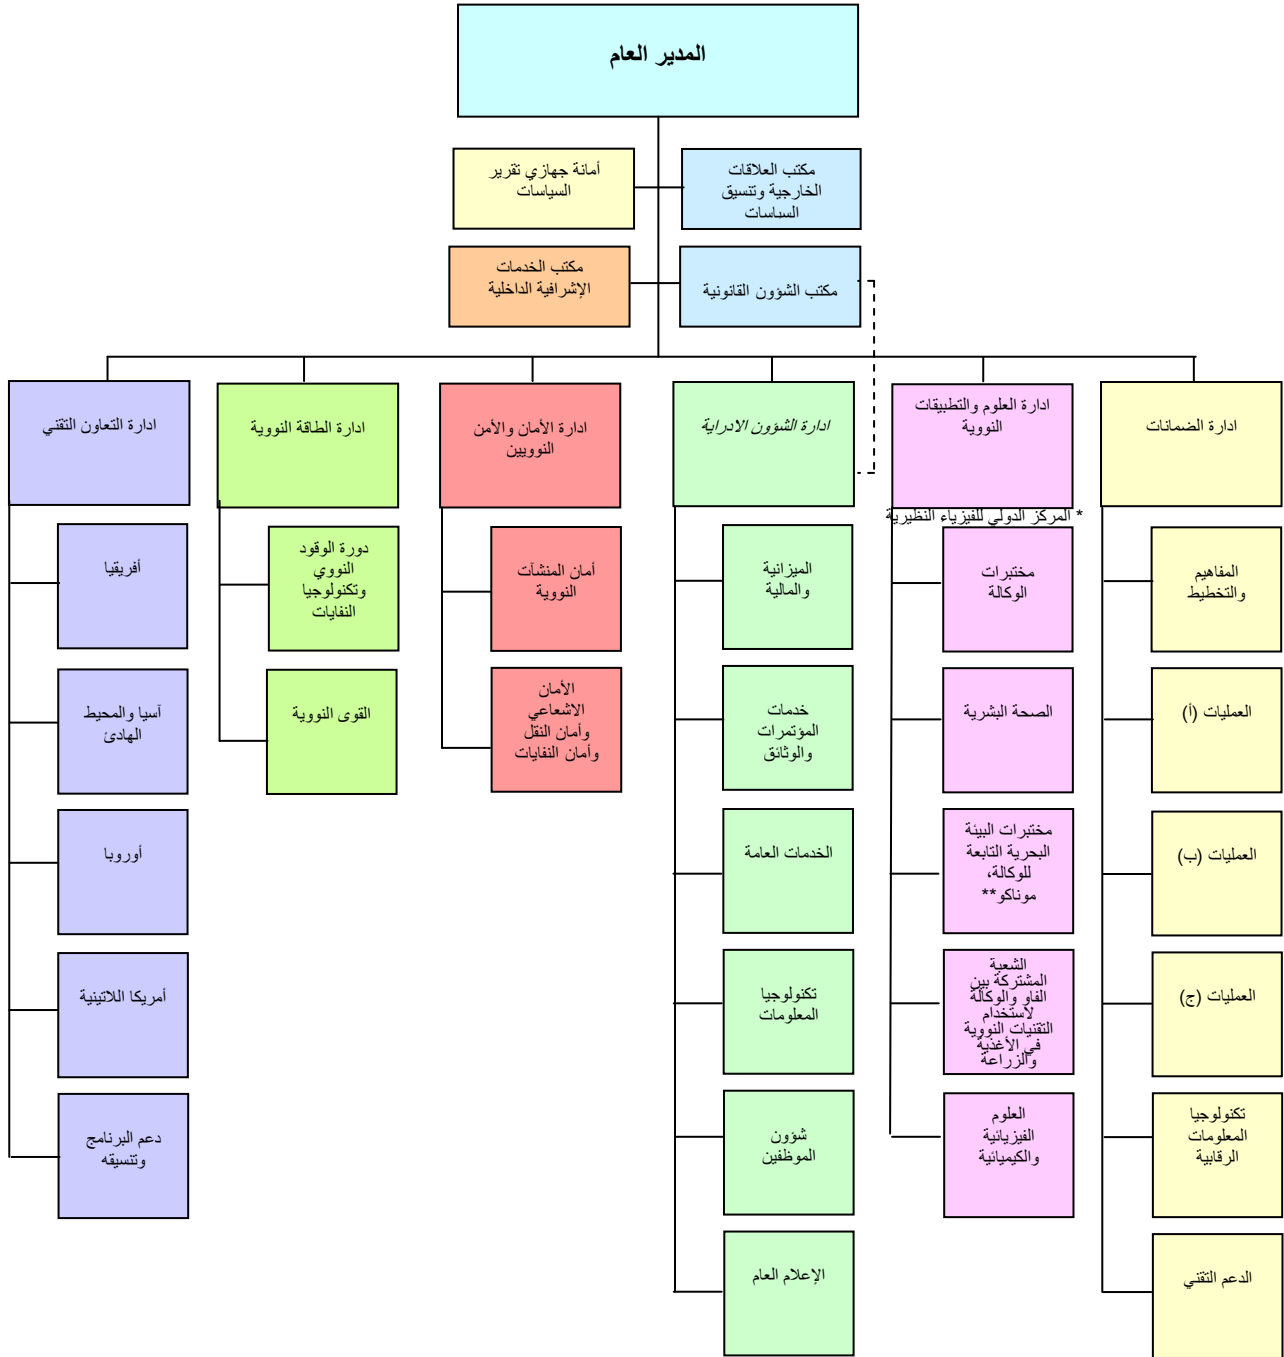 المدير العام
مكتب العلاقات
الخارجية وتنسيق
السياسات
أمانة جهازي تقرير
السياسات
مكتب الشؤون القانونية
مكتب الخدمات
الإشرافية الداخلية
ادارة الضمانات
ادارة العلوم والتطبيقات
النووية
ادارة الشؤون الادراية
ادارة الأمان والأمن
النوويين
ادارة الطاقة النووية
ادارة التعاون التقني
* المركز الدولي للفيزياء النظيرية
المفاهيم
والتخطيط
العمليات (أ)
العمليات (ب)
العمليات (ج)
تكنولوجيا
المعلومات
الرقابية
الدعم التقني
مختبرات
الوكالة
الصحة البشرية
مختبرات البيئة
البحرية التابعة
للوكالة،
موناكو**
الشعبة
المشتركة بين
الفاو والوكالة
لاستخدام
التقنيات النووية
في الأغذية
والزراعة
العلوم
الفيزيائية
والكيميائية
الميزانية
والمالية
خدمات
المؤتمرات
والوثائق
الخدمات العامة
تكنولوجيا
المعلومات
شؤون
الموظفين
الإعلام العام
أمان المنشآت
النووية
الأمان
الاشعاعي
وأمان النقل
وأمان النفايات
دورة الوقود
النووي
وتكنولوجيا
النفايات
القوى النووية
أفريقيا
آسيا والمحيط
الهادئ
أوروبا
أمريكا اللاتينية
دعم البرنامج
وتنسيقه